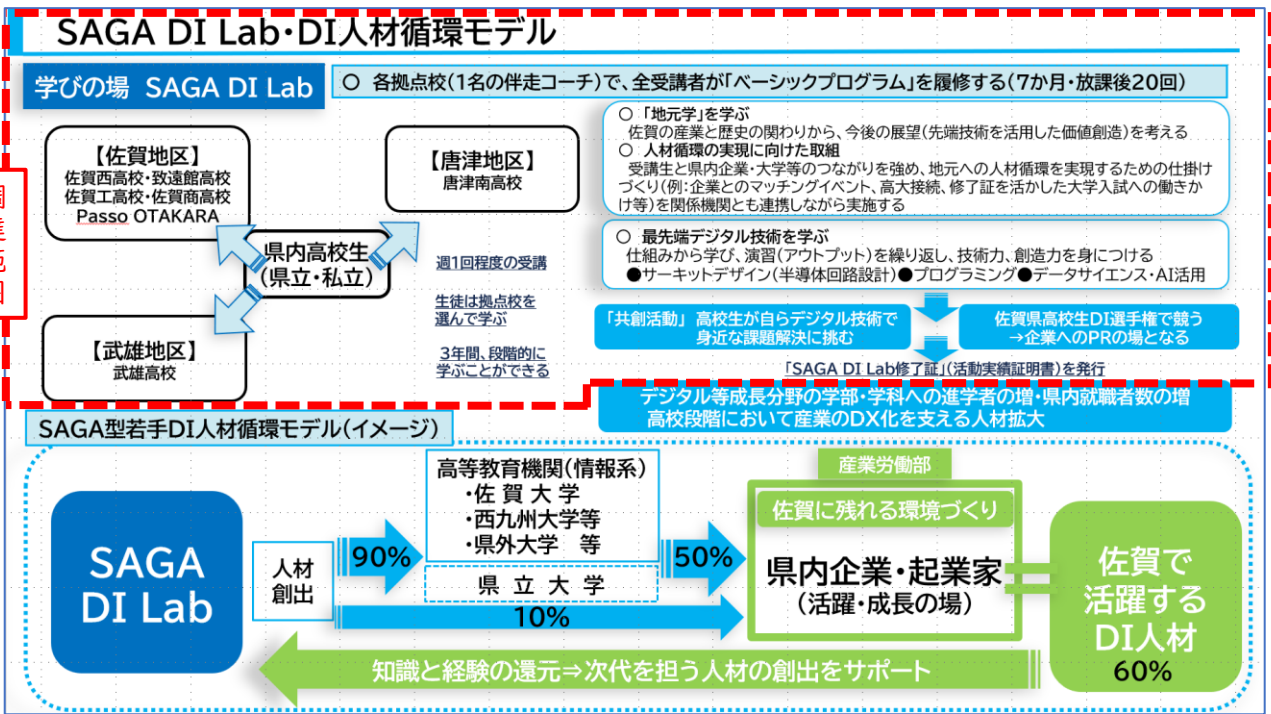 SAGA DI Lab・DI人材循環モデル
学びの場 SAGA DI Lab
○ 各拠点校(1名の伴走コーチ)で、全受講者が「ベーシックプログラム」を履修する(7か月・放課後20回)
【佐賀地区】
佐賀西高校・致遠館高校
佐賀工高校・佐賀商高校
Passo OTAKARA
【唐津地区】
唐津南高校
県内高校生
(県立・私立)
【武雄地区】
武雄高校
週1回程度の受講
生徒は拠点校を
選んで学ぶ
3年間、段階的に
学ぶことができる
○ 「地元学」を学ぶ
佐賀の産業と歴史の関わりから、今後の展望(先端技術を活用した価値創造)を考える
○ 人材循環の実現に向けた取組
受講生と県内企業・大学等のつながりを強め、地元への人材循環を実現するための仕掛け
づくり(例:企業とのマッチングイベント、高大接続、修了証を活かした大学入試への働きか
け等)を関係機関とも連携しながら実施する
○ 最先端デジタル技術を学ぶ
仕組みから学び、演習(アウトプット)を繰り返し、技術力、創造力を身につける
●サーキットデザイン(半導体回路設計)●プログラミング●データサイエンス・AI活用
「共創活動」 高校生が自らデジタル技術で
身近な課題解決に挑む
佐賀県高校生DI選手権で競う
→企業へのPRの場となる
「SAGA DI Lab修了証」(活動実績証明書)を発行
デジタル等成長分野の学部・学科への進学者の増・県内就職者数の増
高校段階において産業のDX化を支える人材拡大
SAGA型若手DI人材循環モデル(イメージ)
SAGA
DI Lab
人材
創出
90%
高等教育機関(情報系)
・佐 賀 大 学
・西九州大学等
・県外大学 等
県 立 大 学
10%
50%
産業労働部
佐賀に残れる環境づくり
県内企業・起業家
(活躍・成長の場)
佐賀で
活躍する
DI人材
60%
知識と経験の還元⇒次代を担う人材の創出をサポート